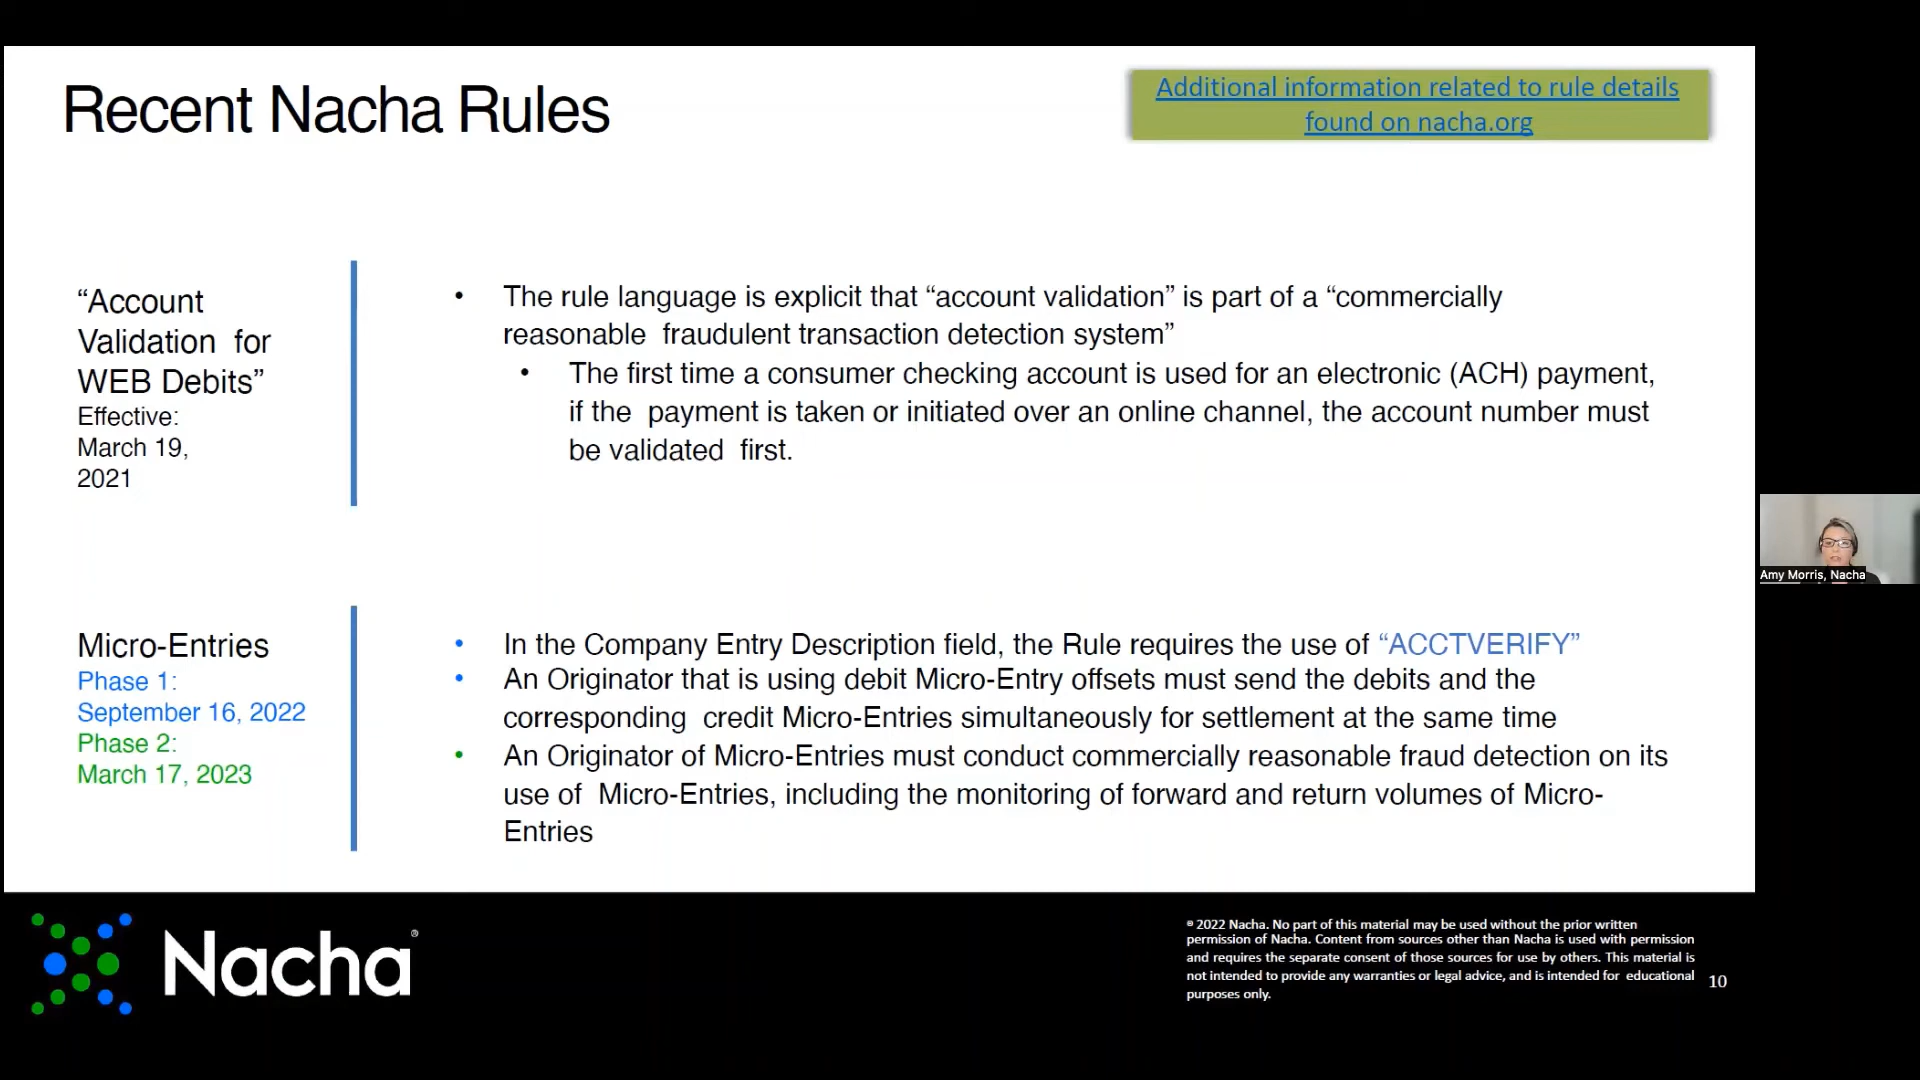 Recent Nacha Rules
Additional information related to rule details
found on nacha.org
“Account
Validation for
WEB Debits”
Effective:
March 19,
2021
• The rule language is explicit that “account validation” is part of a “commercially
reasonable fraudulent transaction detection system”
• The first time a consumer checking account is used for an electronic (ACH) payment,
if the payment is taken or initiated over an online channel, the account number must
be validated first.
Micro-Entries
Phase 1:
September 16, 2022
Phase 2:
March 17, 2023
• In the Company Entry Description field, the Rule requires the use of “ACCTVERIFY”
• An Originator that is using debit Micro-Entry offsets must send the debits and the
corresponding credit Micro-Entries simultaneously for settlement at the same time
• An Originator of Micro-Entries must conduct commercially reasonable fraud detection on its
use of Micro-Entries, including the monitoring of forward and return volumes of Micro-
Entries
Amy Morris, Nacha
Nacha®
© 2022 Nacha. No part of this material may be used without the prior written
permission of Nacha. Content from sources other than Nacha is used with permission
and requires the separate consent of those sources for use by others. This material is
not intended to provide any warranties or legal advice, and is intended for educational
purposes only.
10